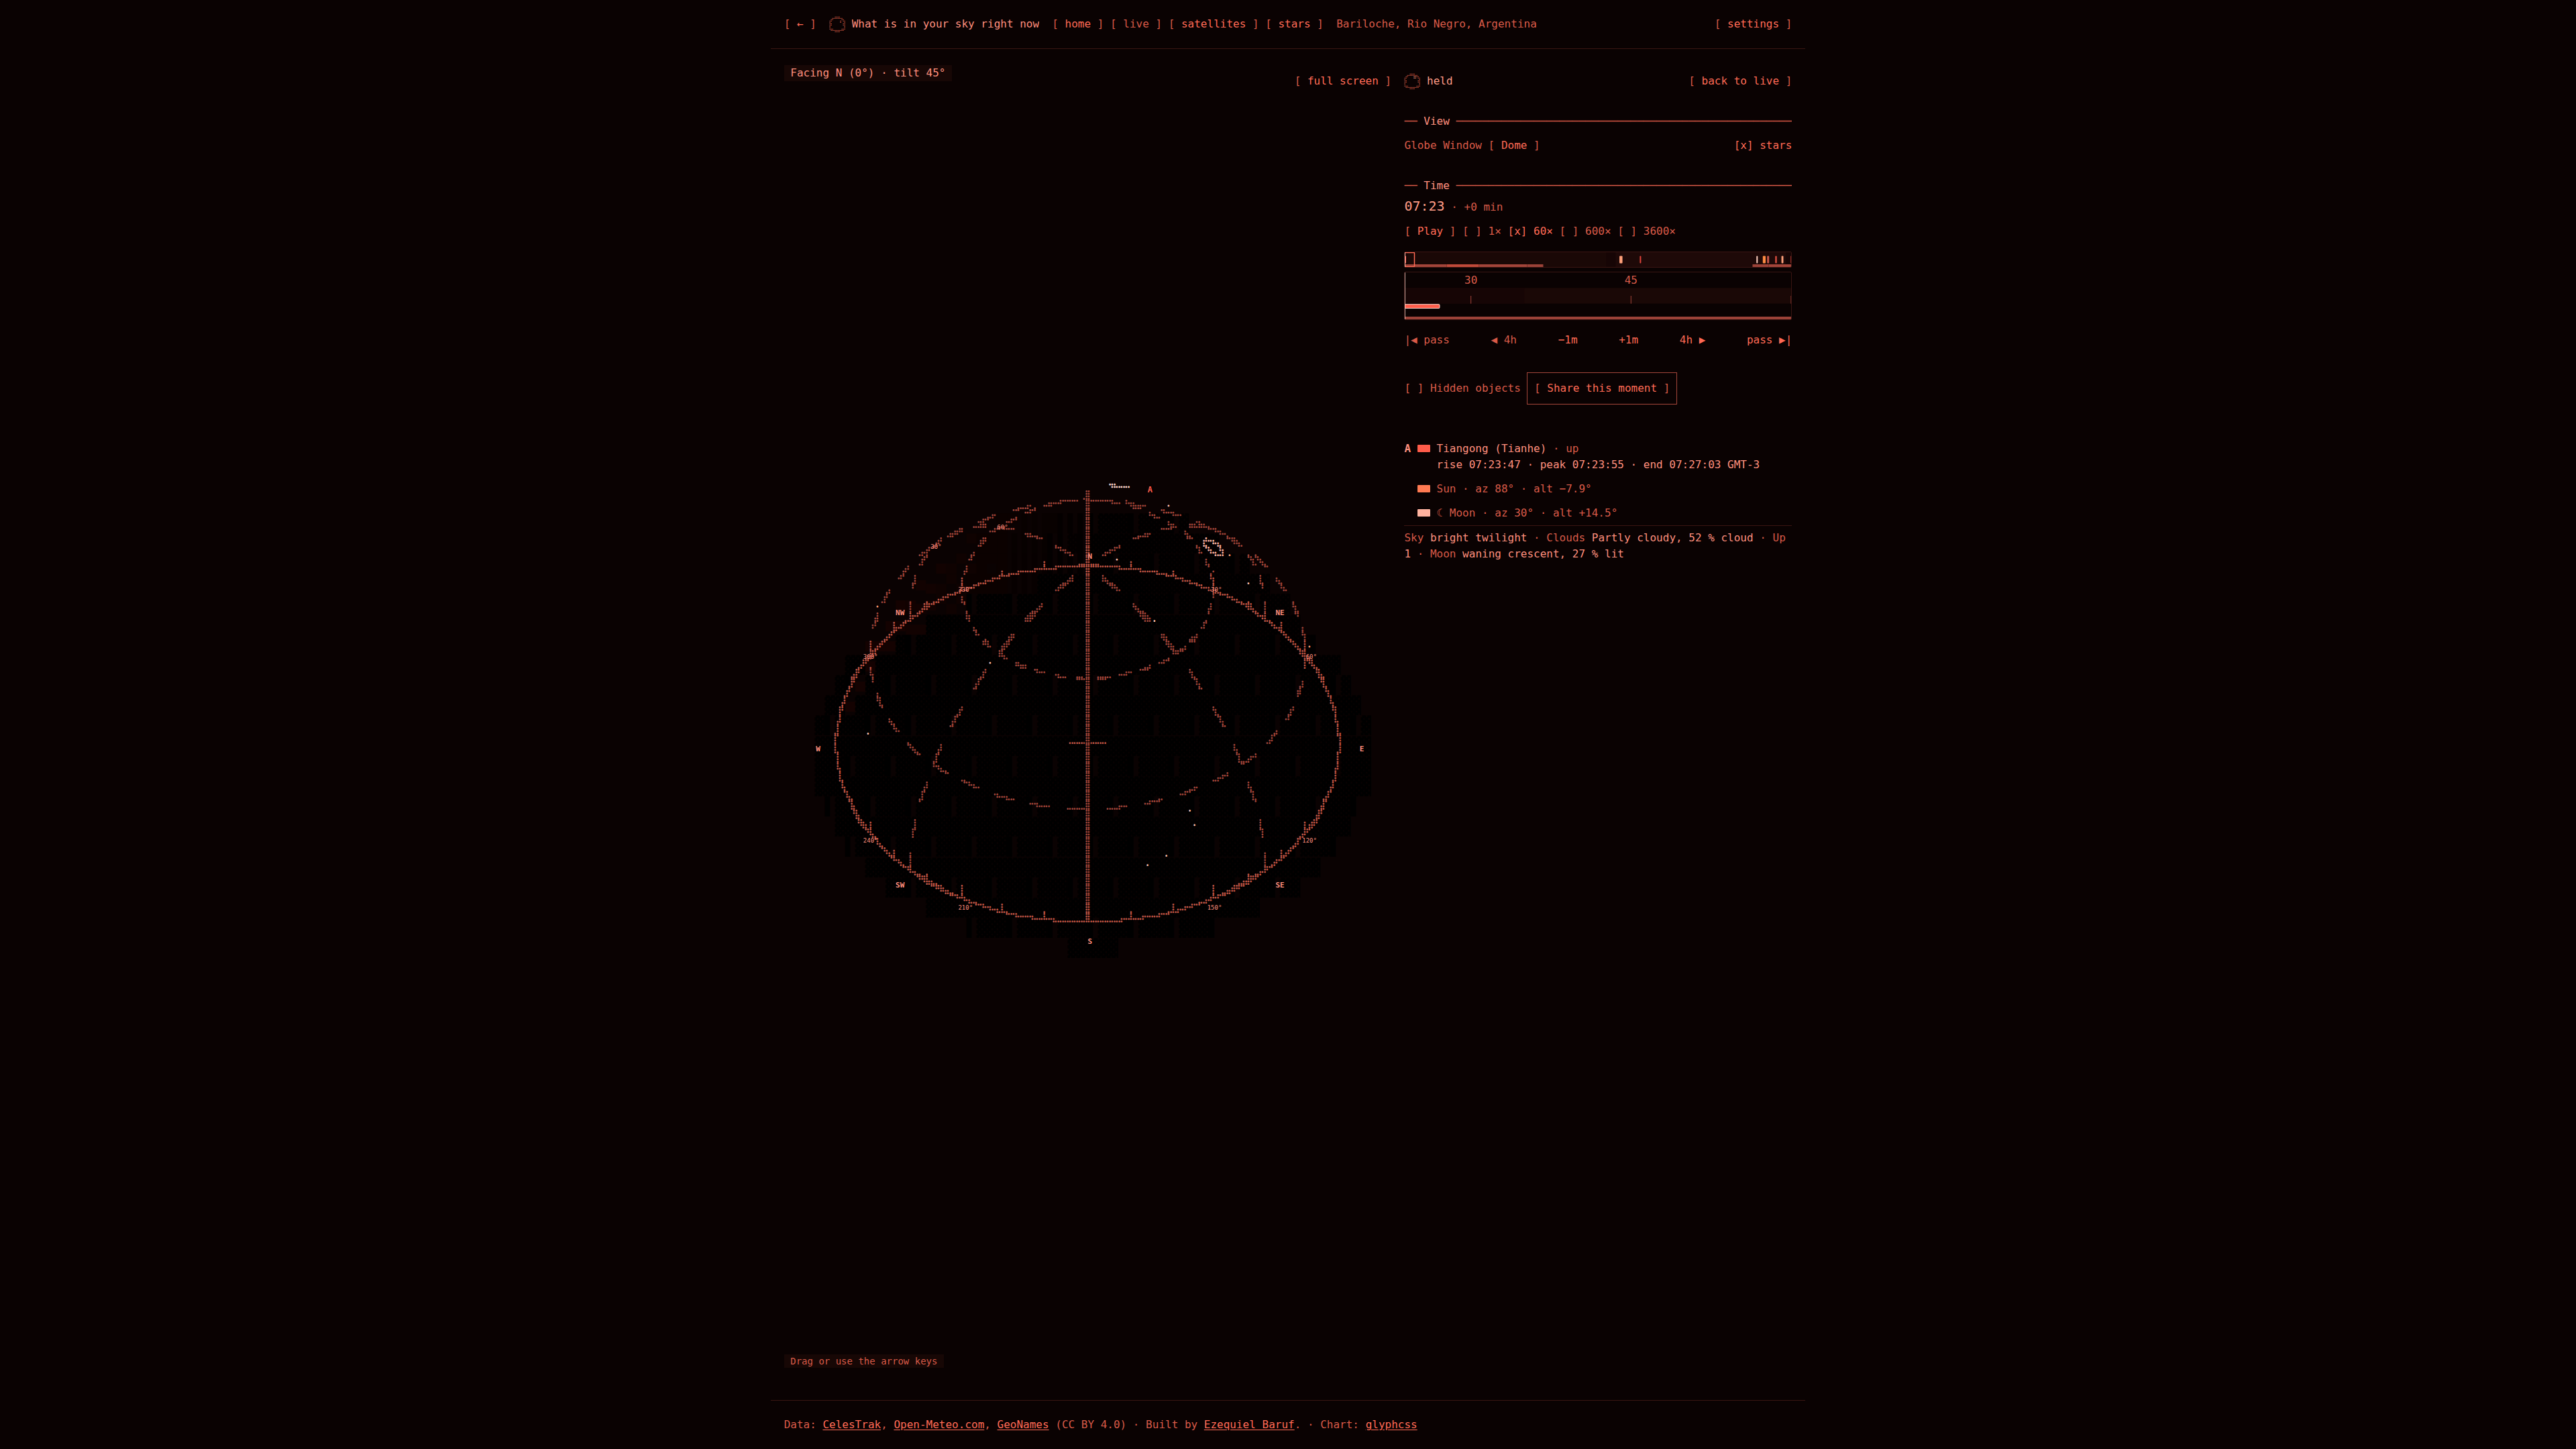 [ ← ] What is in your sky right now [ home ] [ live ] [ satellites ] [ stars ] Bariloche, Rio Negro, Argentina [ settings ]
Facing N (0°) · tilt 45°
[ full screen ] held [ back to live ]
View
Globe Window [ Dome ] [x] stars
Time
07:23 · +0 min
[ Play ] [ ] 1× [x] 60× [ ] 600× [ ] 3600×
30 45
|◀ pass ◀ 4h −1m +1m 4h ▶ pass ▶|
[ ] Hidden objects [ Share this moment ]
A Tiangong (Tianhe) · up
rise 07:23:47 · peak 07:23:55 · end 07:27:03 GMT-3
Sun · az 88° · alt −7.9°
☾ Moon · az 30° · alt +14.5°
Sky bright twilight · Clouds Partly cloudy, 52 % cloud · Up
1 · Moon waning crescent, 27 % lit
A
N
NW NE
W E
240° 120°
SW SE
210° 150°
S
Drag or use the arrow keys
Data: CelesTrak, Open-Meteo.com, GeoNames (CC BY 4.0) · Built by Ezequiel Baruf. · Chart: glyphcss